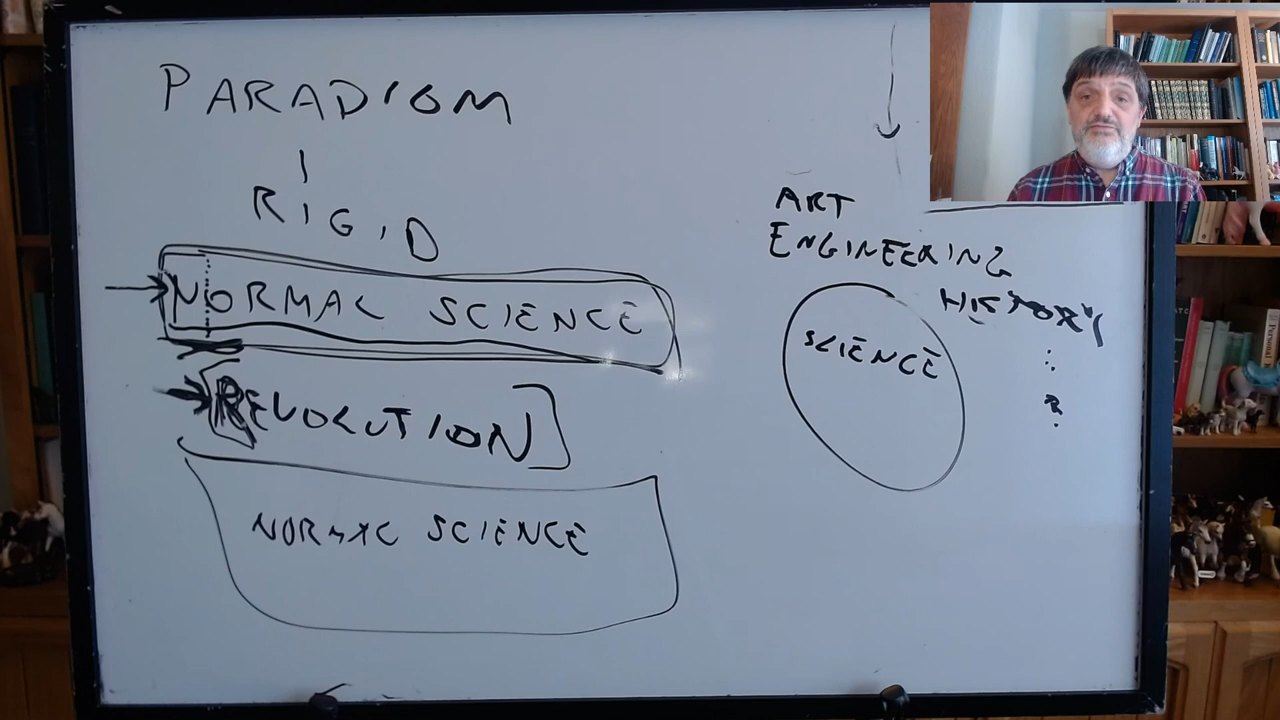 PARADIGM
RIGID
NORMAL SCIENCE
REVOLUTION
NORMAL SCIENCE
ART
ENGINEERING
HISTORY
SCIENCE
?